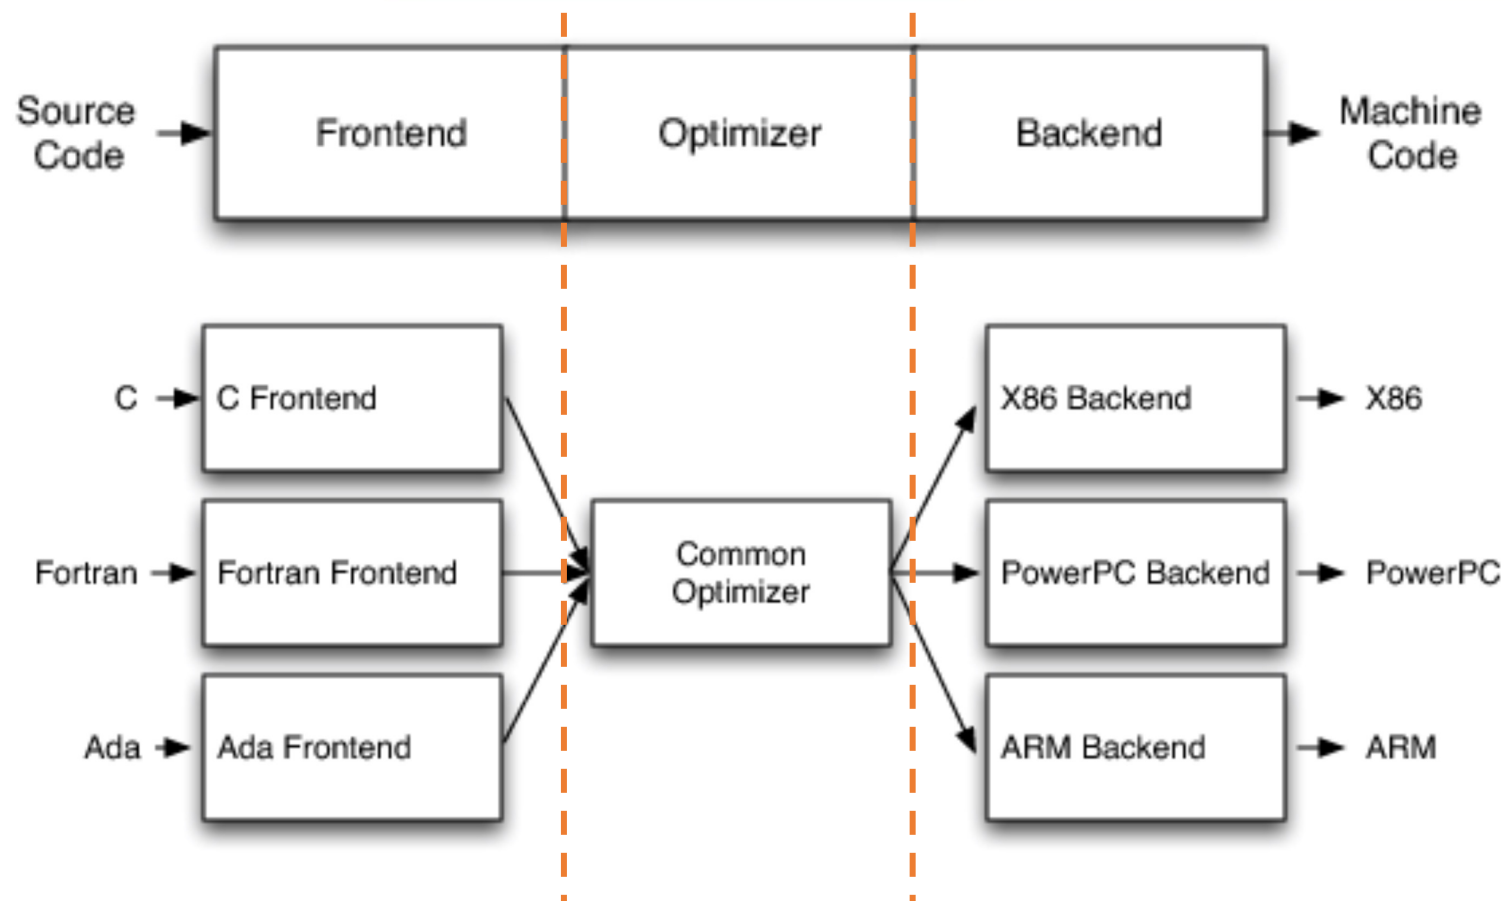 Source
Code
Frontend
Optimizer
Backend
Machine
Code
C
C Frontend
X86 Backend
X86
Fortran
Fortran Frontend
Common
Optimizer
PowerPC Backend
PowerPC
Ada
Ada Frontend
ARM Backend
ARM